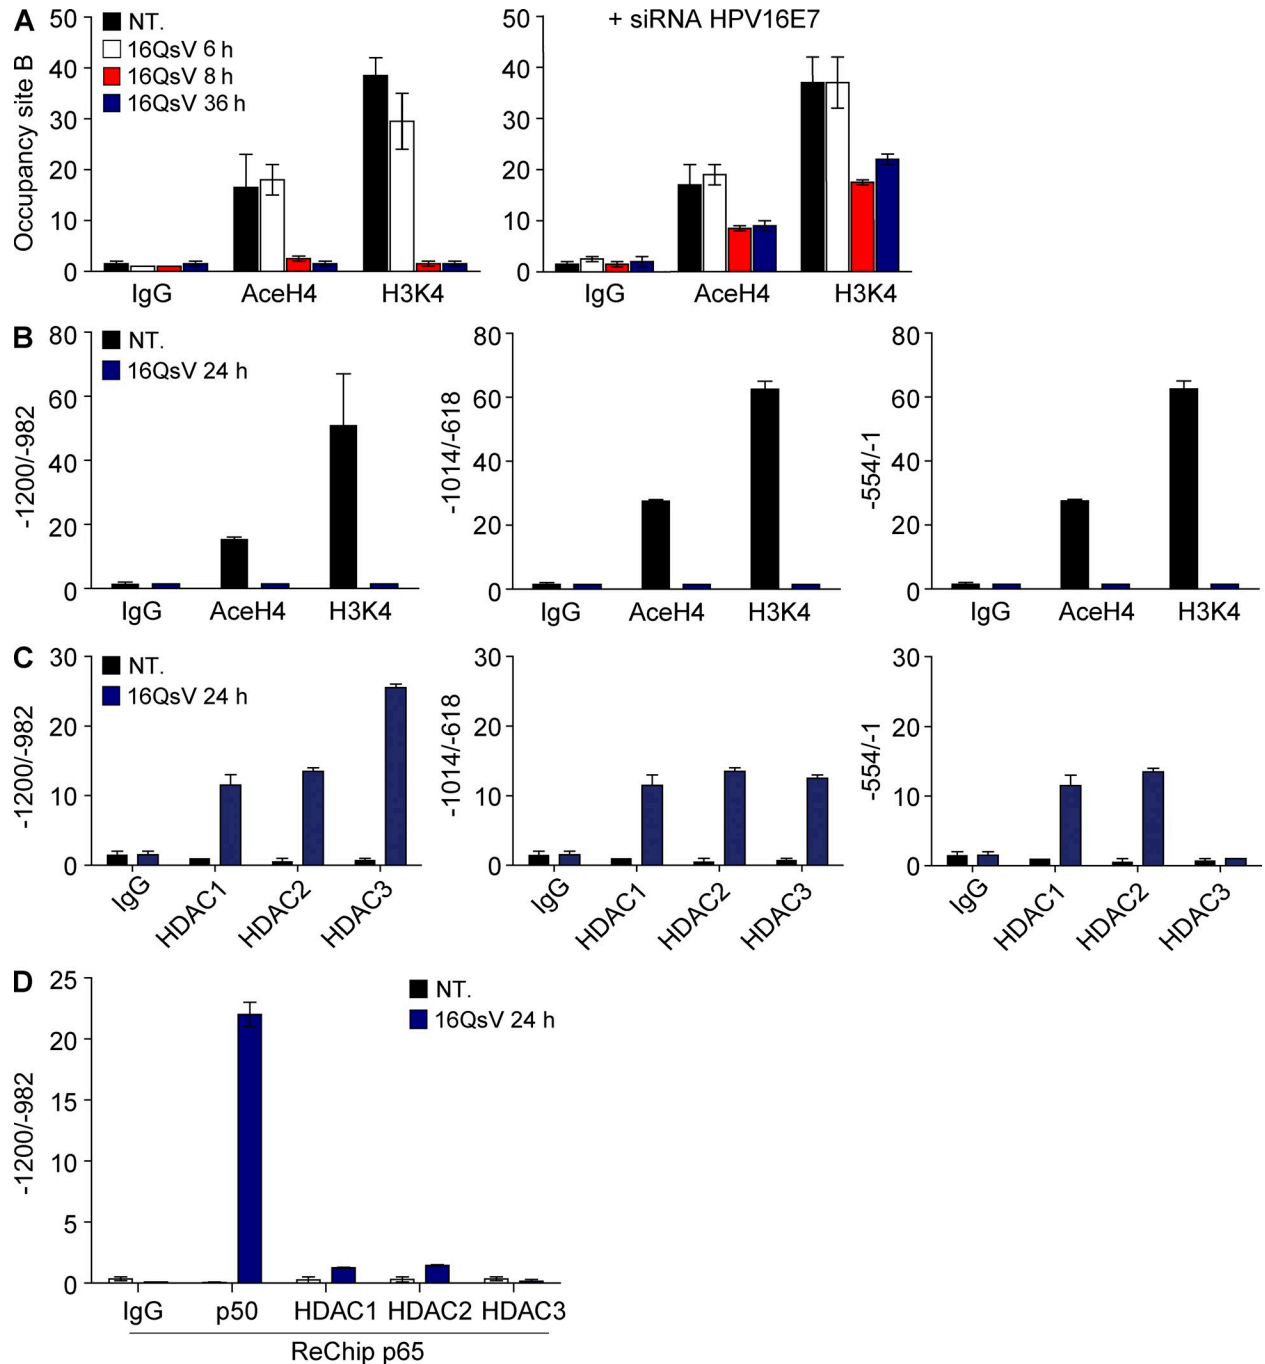 A
Occupancy site B
50
40
30
20
10
0
NT.
16QsV 6 h
16QsV 8 h
16QsV 36 h
IgG AceH4 H3K4
+ siRNA HPV16E7
50
40
30
20
10
0
IgG AceH4 H3K4
B
-1200/-982
80
60
40
20
0
NT.
16QsV 24 h
IgG AceH4 H3K4
-1014/-618
80
60
40
20
0
IgG AceH4 H3K4
-554/-1
80
60
40
20
0
IgG AceH4 H3K4
C
-1200/-982
30
20
10
0
NT.
16QsV 24 h
IgG HDAC1 HDAC2 HDAC3
-1014/-618
30
20
10
0
IgG HDAC1 HDAC2 HDAC3
-554/-1
30
20
10
0
IgG HDAC1 HDAC2 HDAC3
D
-1200/-982
25
20
15
10
5
0
NT.
16QsV 24 h
IgG p50 HDAC1 HDAC2 HDAC3
ReChip p65